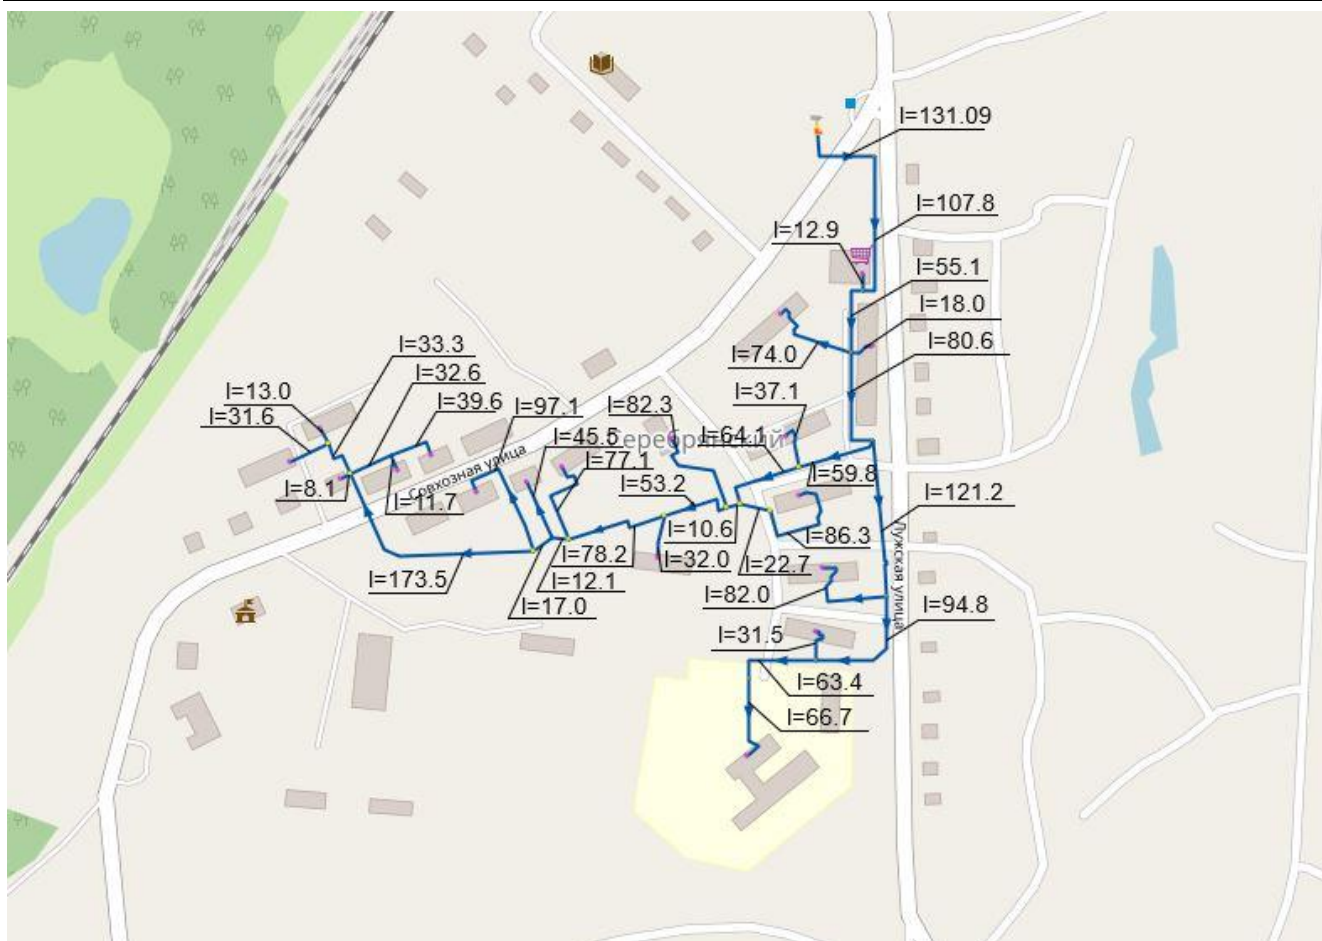 l=131.09
l=107.8
l=12.9
l=55.1
l=18.0
l=80.6
l=74.0
l=33.3
l=32.6
l=13.0
l=39.6
l=97.1
l=82.3
l=37.1
l=31.6
l=45.5
Серебрянский
l=64.1
l=77.1
Совхозная улица
l=59.8
l=8.1
l=53.2
l=121.2
l=11.7
l=10.6
l=86.3
Лужская улица
l=78.2
l=32.0
l=22.7
l=173.5
l=12.1
l=82.0
l=17.0
l=94.8
l=31.5
l=63.4
l=66.7